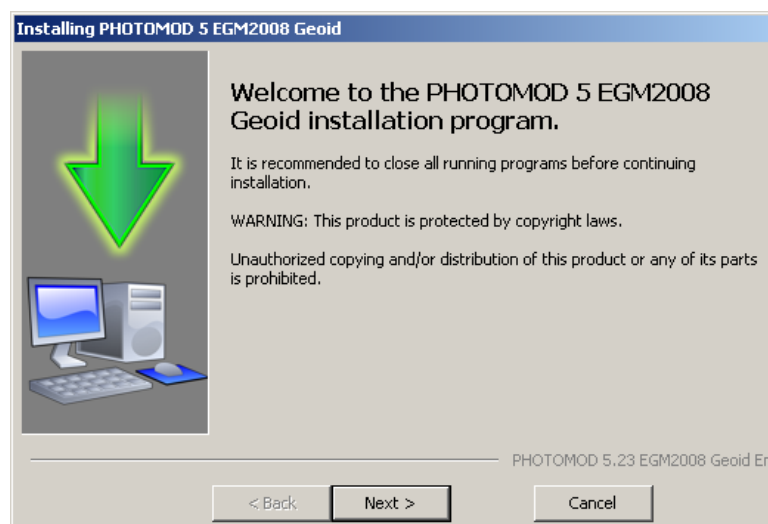 Installing PHOTOMOD 5 EGM2008 Geoid
Welcome to the PHOTOMOD 5 EGM2008
Geoid installation program.
It is recommended to close all running programs before continuing
installation.
WARNING: This product is protected by copyright laws.
Unauthorized copying and/or distribution of this product or any of its parts
is prohibited.
PHOTOMOD 5.23 EGM2008 Geoid
< Back Next > Cancel